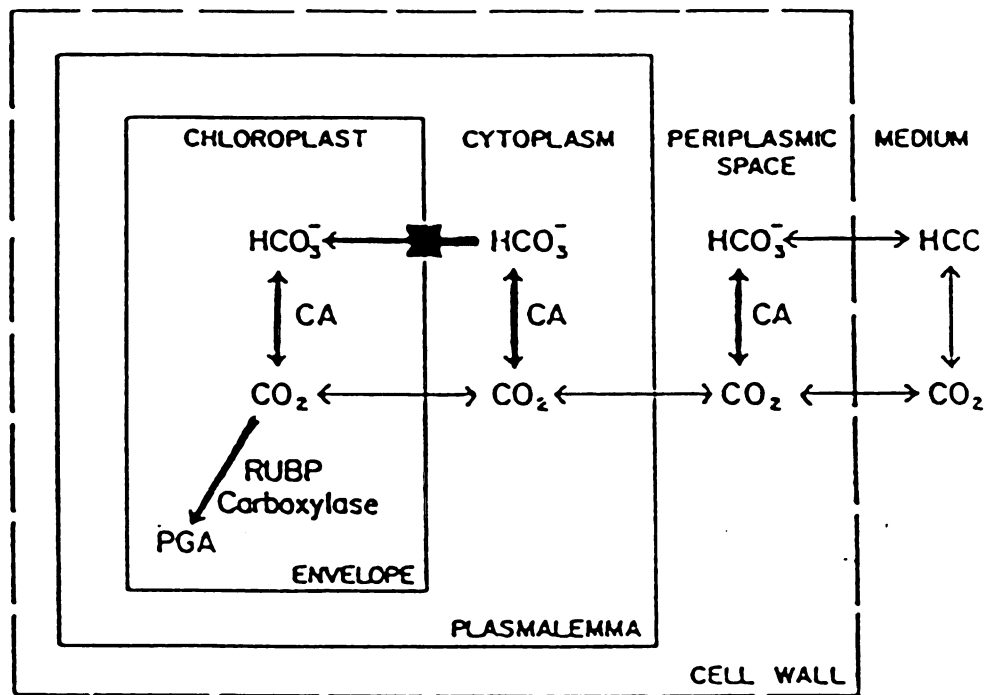 CHLOROPLAST
CYTOPLASM
PERIPLASMIC
SPACE
MEDIUM
HCO₃⁻
HCO₃⁻
HCO₃⁻
HCC
CA
CA
CA
CO₂
CO₂
CO₂
CO₂
RUBP
Carboxylase
PGA
ENVELOPE
PLASMALEMMA
CELL WALL